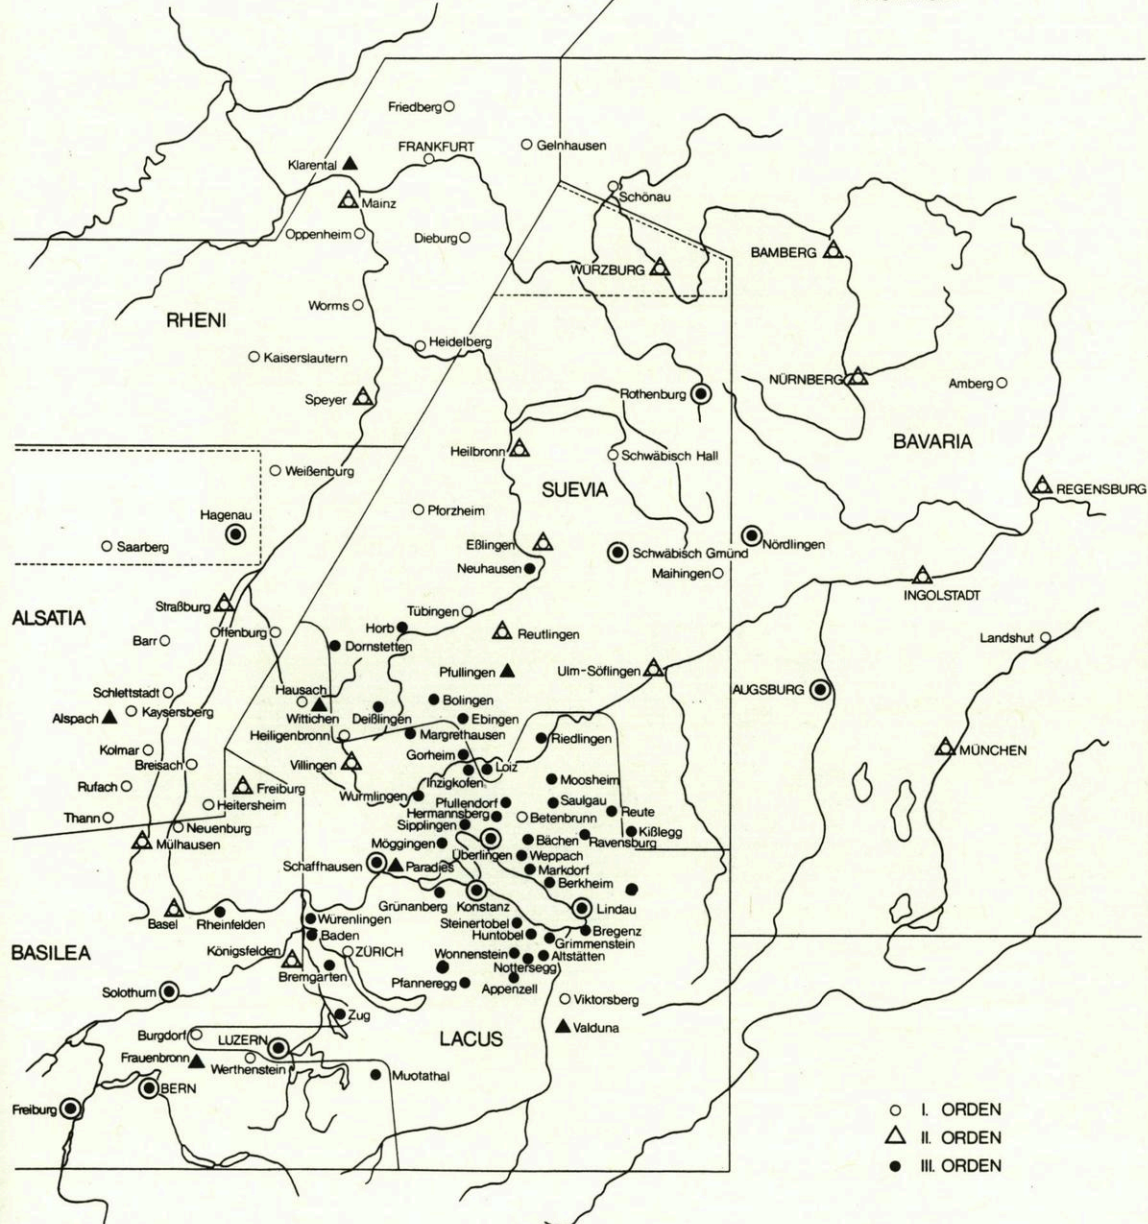 Friedberg
FRANKFURT
Gelnhausen
Klarental
Schönau
Mainz
Oppenheim
Dieburg
BAMBERG
WÜRZBURG
Worms
RHENI
Heidelberg
Kaiserslautern
NÜRNBERG
Amberg
Speyer
Rothenburg
BAVARIA
Heilbronn
Schwäbisch Hall
Weißenburg
SUEVIA
REGENSBURG
Pforzheim
Hagenau
Saarberg
Eßlingen
Schwäbisch Gmünd
Nördlingen
Neuhausen
Maihingen
INGOLSTADT
Straßburg
ALSATIA
Tübingen
Offenburg
Horb
Reutlingen
Landshut
Barr
Dornstetten
Pfullingen
Ulm-Söflingen
Schlettstadt
Hausach
AUGSBURG
Bolingen
Kaysersberg
Alspach
Wittichen
Deißlingen
Ebingen
Heiligenbronn
Margrethausen
Riedlingen
Kolmar
MÜNCHEN
Gorheim
Breisach
Villingen
Loiz
Inzigkofen
Moosheim
Rufach
Freiburg
Wurmlingen
Pfullendorf
Saulgau
Heitersheim
Hermannsberg
Reute
Thann
Betenbrunn
Neuenburg
Sipplingen
Kißlegg
Mülhausen
Möggingen
Bächen
Ravensburg
Überlingen
Weppach
Schaffhausen
Paradies
Markdorf
Berkheim
Grünanberg
Konstanz
Lindau
Basel
Rheinfelden
Würenlingen
Steinertobel
Baden
Huntobel
Bregenz
Grimmenstein
BASILEA
Königsfelden
ZÜRICH
Wonnenstein
Altstätten
Nottersegg
Bremgarten
Pfanneregg
Appenzell
Solothurn
Viktorsberg
Zug
Valduna
Burgdorf
LUZERN
LACUS
Frauenbronn
Werthenstein
Muotathal
BERN
Freiburg
I. ORDEN
II. ORDEN
III. ORDEN